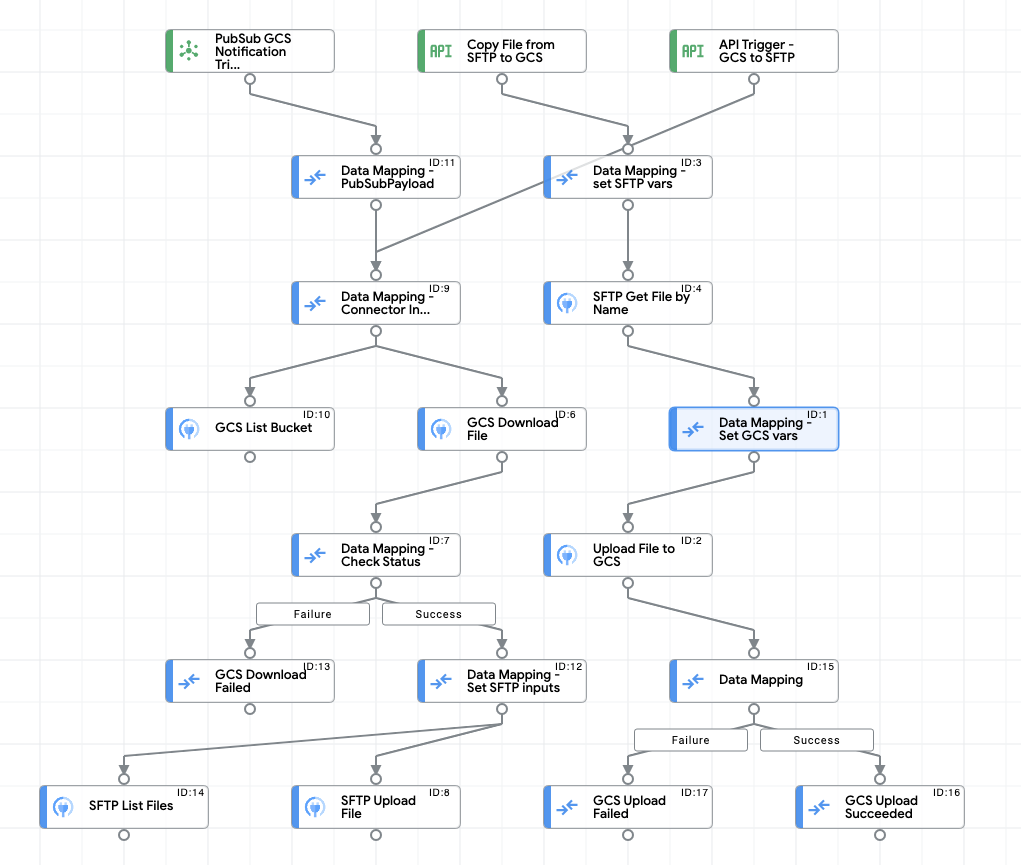 PubSub GCS
Notification
Tri...
API
Copy File from
SFTP to GCS
API
API Trigger -
GCS to SFTP
ID:11
Data Mapping -
PubSubPayload
ID:3
Data Mapping -
set SFTP vars
ID:9
Data Mapping -
Connector In...
ID:4
SFTP Get File by
Name
ID:10
GCS List Bucket
ID:6
GCS Download
File
ID:1
Data Mapping -
Set GCS vars
ID:7
Data Mapping -
Check Status
ID:2
Upload File to
GCS
Failure
Success
ID:13
GCS Download
Failed
ID:12
Data Mapping -
Set SFTP inputs
ID:15
Data Mapping
Failure
Success
ID:14
SFTP List Files
ID:8
SFTP Upload
File
ID:17
GCS Upload
Failed
ID:16
GCS Upload
Succeeded